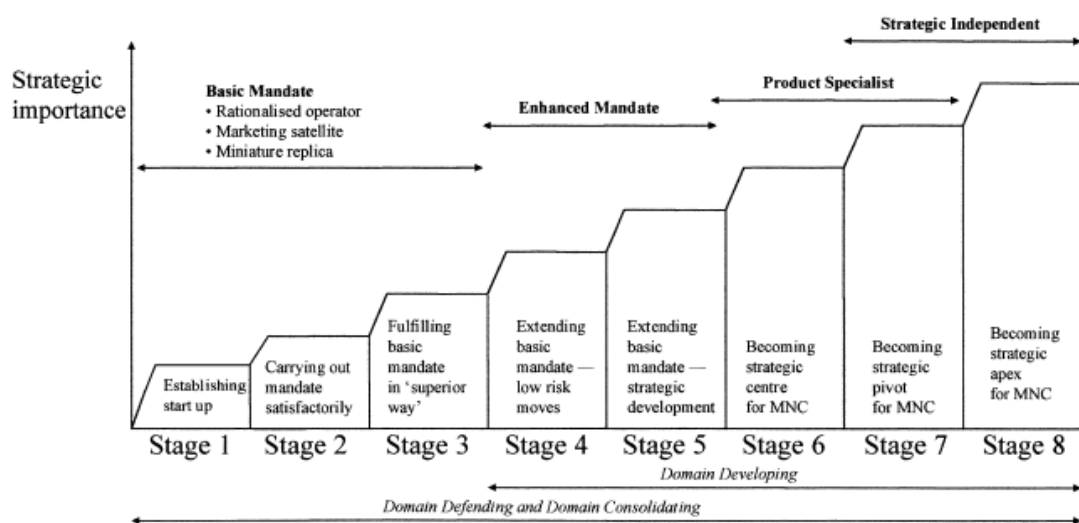 Strategic Independent
Strategic
importance
Product Specialist
Basic Mandate
• Rationalised operator
• Marketing satellite
• Miniature replica
Enhanced Mandate
Establishing
start up
Carrying out
mandate
satisfactorily
Fulfilling
basic
mandate
in ‘superior
way’
Extending
basic
mandate —
low risk
moves
Extending
basic
mandate —
strategic
development
Becoming
strategic
centre
for MNC
Becoming
strategic
pivot
for MNC
Becoming
strategic
apex
for MNC
Stage 1
Stage 2
Stage 3
Stage 4
Stage 5
Stage 6
Stage 7
Stage 8
Domain Developing
Domain Defending and Domain Consolidating